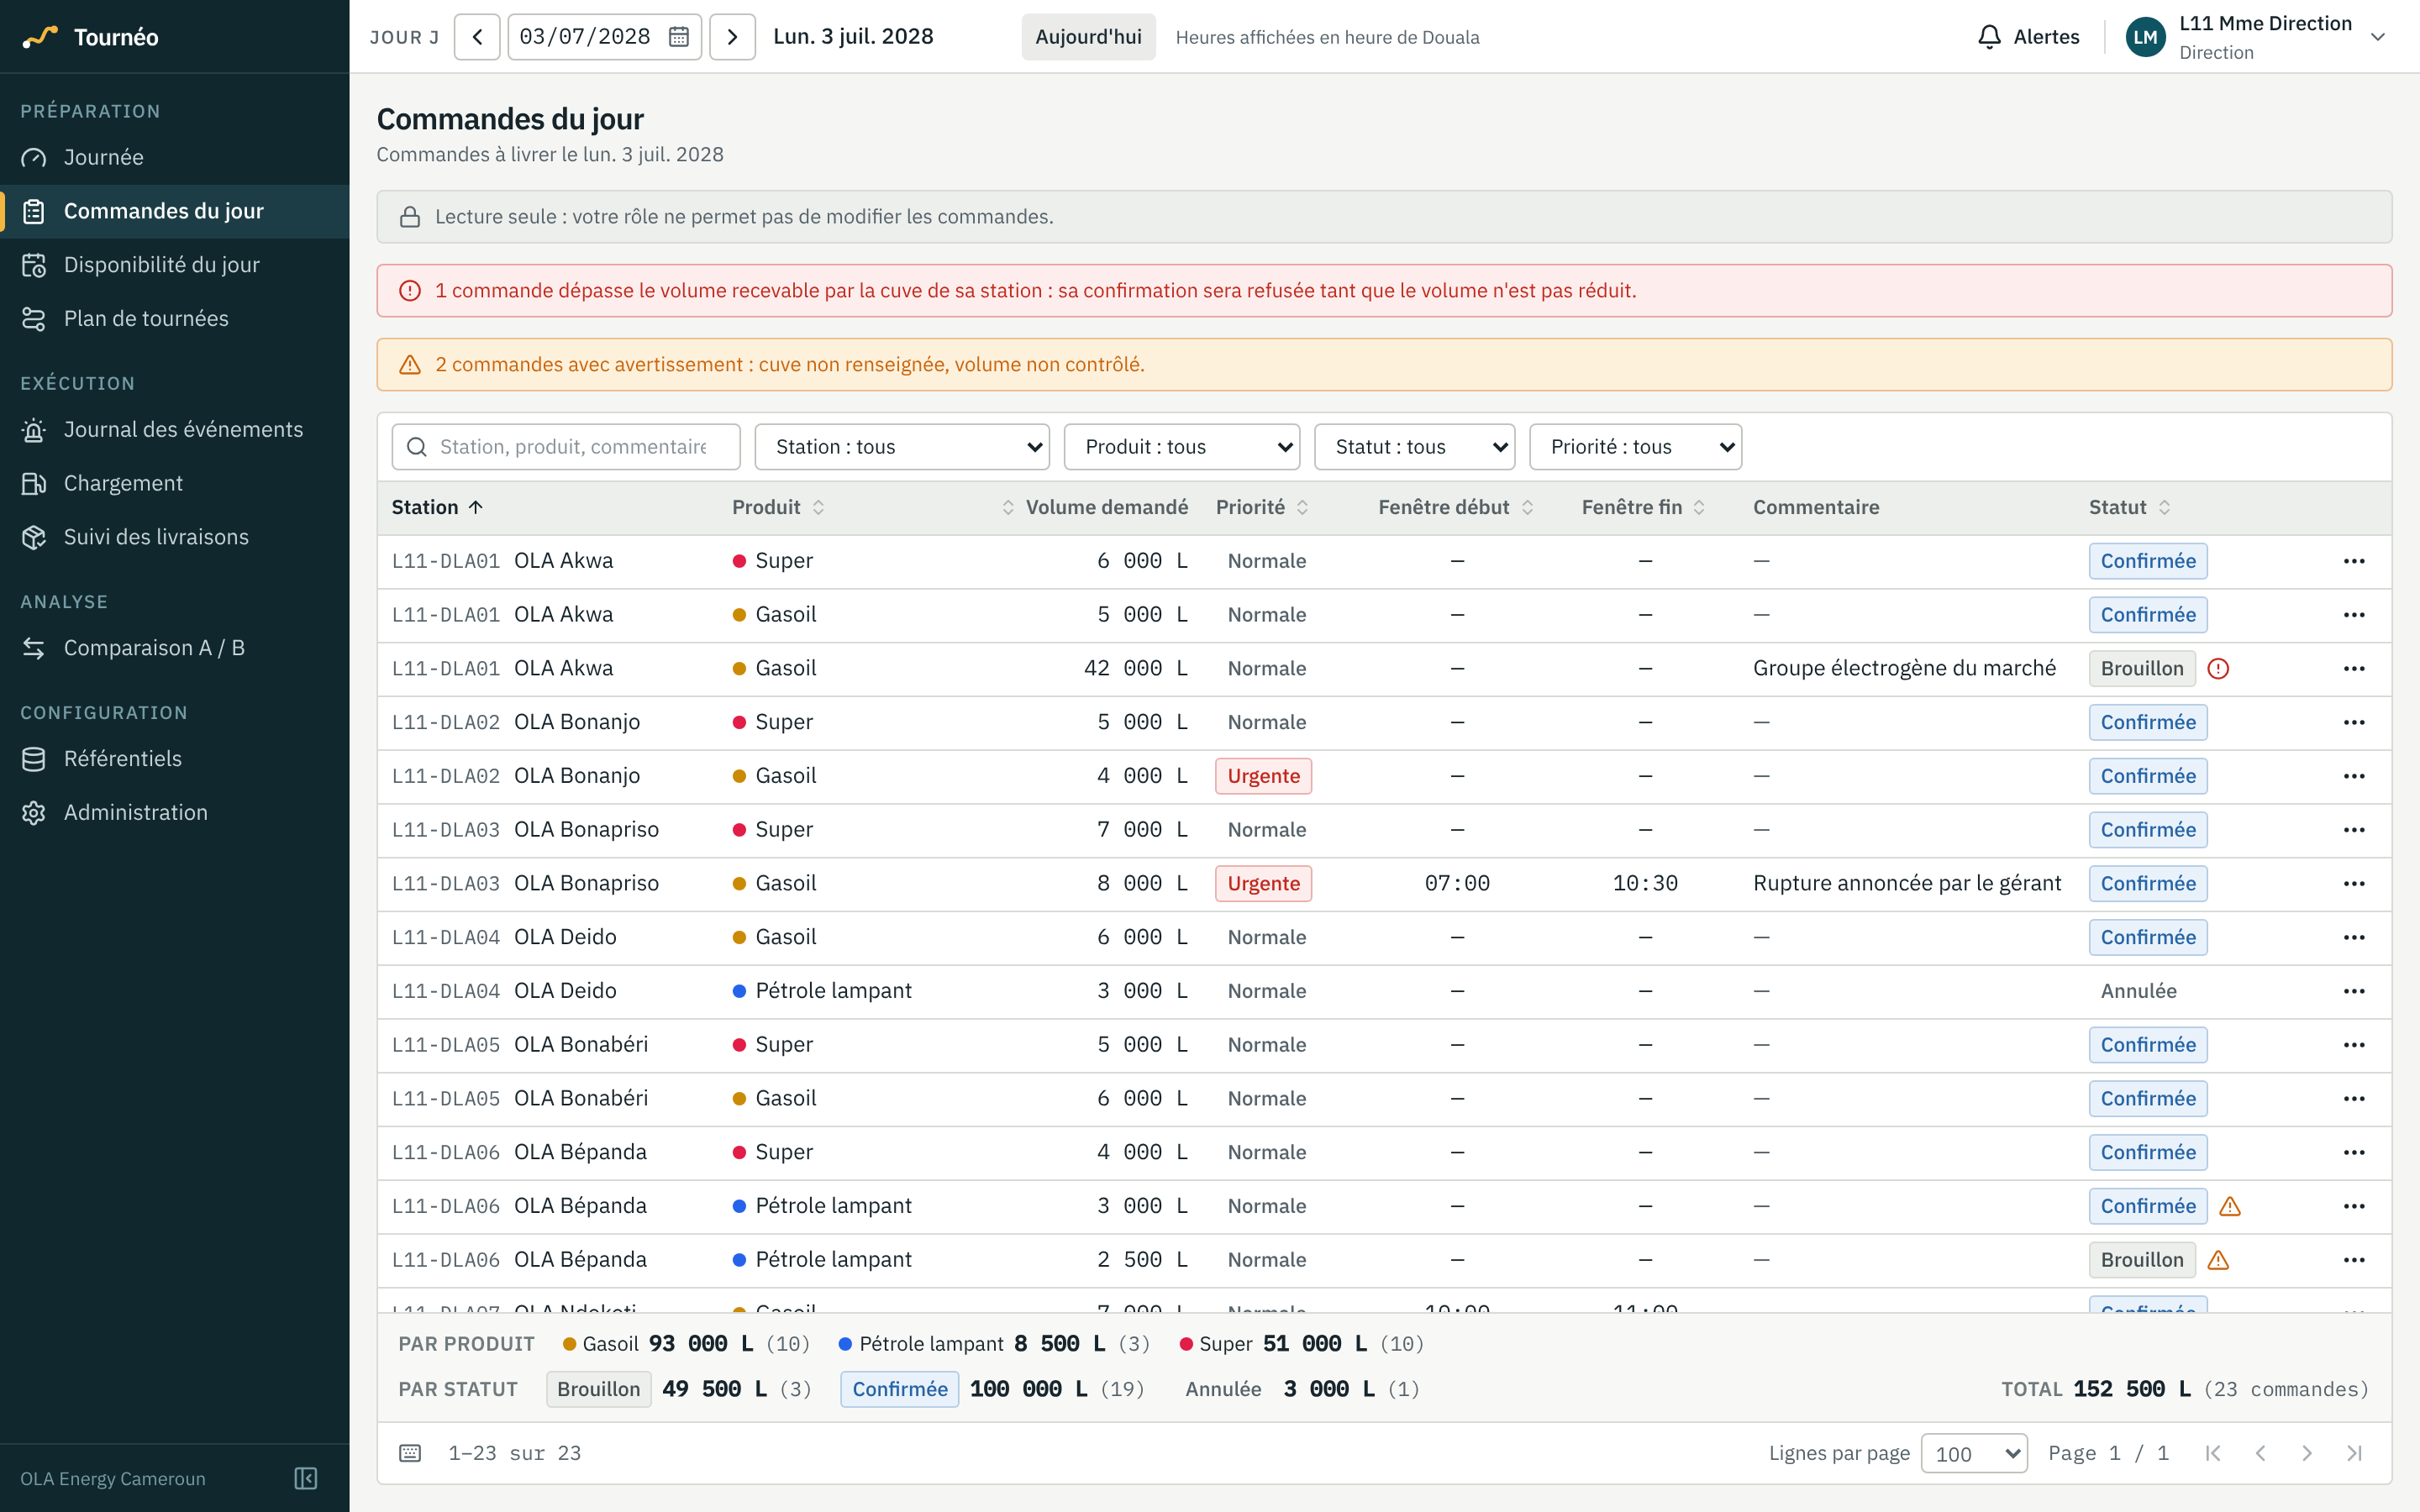 Tournéo
JOUR J 03/07/2028 Lun. 3 juil. 2028 Aujourd'hui Heures affichées en heure de Douala Alertes LM L11 Mme Direction
Direction
PRÉPARATION
Journée
Commandes du jour
Disponibilité du jour
Plan de tournées
EXÉCUTION
Journal des événements
Chargement
Suivi des livraisons
ANALYSE
Comparaison A / B
CONFIGURATION
Référentiels
Administration
OLA Energy Cameroun
Commandes du jour
Commandes à livrer le lun. 3 juil. 2028
Lecture seule : votre rôle ne permet pas de modifier les commandes.
1 commande dépasse le volume recevable par la cuve de sa station : sa confirmation sera refusée tant que le volume n'est pas réduit.
2 commandes avec avertissement : cuve non renseignée, volume non contrôlé.
Station, produit, commentaire Station : tous Produit : tous Statut : tous Priorité : tous
Station Produit Volume demandé Priorité Fenêtre début Fenêtre fin Commentaire Statut
L11-DLA01 OLA Akwa Super 6 000 L Normale – – — Confirmée
L11-DLA01 OLA Akwa Gasoil 5 000 L Normale – – — Confirmée
L11-DLA01 OLA Akwa Gasoil 42 000 L Normale – – Groupe électrogène du marché Brouillon
L11-DLA02 OLA Bonanjo Super 5 000 L Normale – – — Confirmée
L11-DLA02 OLA Bonanjo Gasoil 4 000 L Urgente – – — Confirmée
L11-DLA03 OLA Bonapriso Super 7 000 L Normale – – — Confirmée
L11-DLA03 OLA Bonapriso Gasoil 8 000 L Urgente 07:00 10:30 Rupture annoncée par le gérant Confirmée
L11-DLA04 OLA Deido Gasoil 6 000 L Normale – – — Confirmée
L11-DLA04 OLA Deido Pétrole lampant 3 000 L Normale – – — Annulée
L11-DLA05 OLA Bonabéri Super 5 000 L Normale – – — Confirmée
L11-DLA05 OLA Bonabéri Gasoil 6 000 L Normale – – — Confirmée
L11-DLA06 OLA Bépanda Super 4 000 L Normale – – — Confirmée
L11-DLA06 OLA Bépanda Pétrole lampant 3 000 L Normale – – — Confirmée
L11-DLA06 OLA Bépanda Pétrole lampant 2 500 L Normale – – — Brouillon
L11-DLA07 OLA Ndokoti Gasoil 7 000 L Normale 10:00 11:00 Confirmée
PAR PRODUIT Gasoil 93 000 L (10) Pétrole lampant 8 500 L (3) Super 51 000 L (10)
PAR STATUT Brouillon 49 500 L (3) Confirmée 100 000 L (19) Annulée 3 000 L (1) TOTAL 152 500 L (23 commandes)
1–23 sur 23 Lignes par page 100 Page 1 / 1